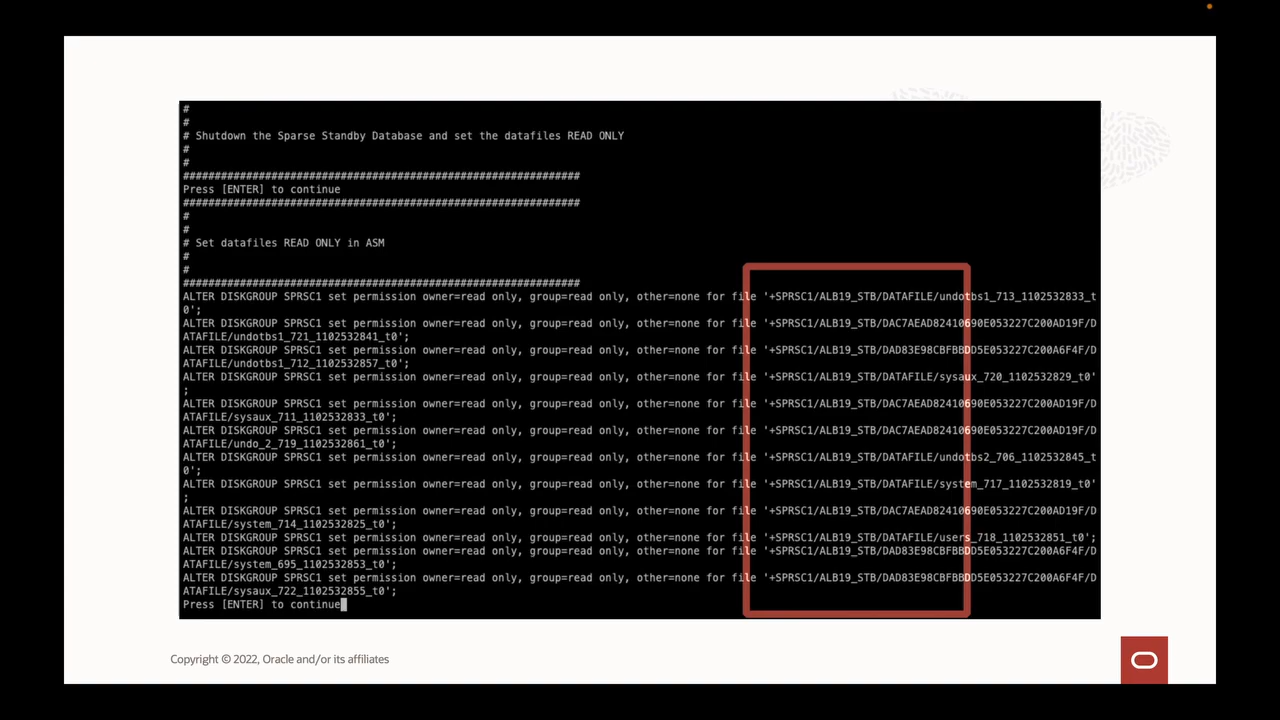 #
#
# Shutdown the Sparse Standby Database and set the datafiles READ ONLY
#
#
##############################################################
Press [ENTER] to continue
##############################################################
#
#
# Set datafiles READ ONLY in ASM
#
#
##############################################################
ALTER DISKGROUP SPRSC1 set permission owner=read only, group=read only, other=none for file '+SPRSC1/ALB19_STB/DATAFILE/undotbs1_713_1102532833_t
0';
ALTER DISKGROUP SPRSC1 set permission owner=read only, group=read only, other=none for file '+SPRSC1/ALB19_STB/DAC7AEAD82410690E053227C200AD19F/D
ATAFILE/undotbs1_721_1102532841_t0';
ALTER DISKGROUP SPRSC1 set permission owner=read only, group=read only, other=none for file '+SPRSC1/ALB19_STB/DAD83E98CBFBBDD5E053227C200A6F4F/D
ATAFILE/undotbs1_712_1102532857_t0';
ALTER DISKGROUP SPRSC1 set permission owner=read only, group=read only, other=none for file '+SPRSC1/ALB19_STB/DATAFILE/sysaux_720_1102532829_t0'
;
ALTER DISKGROUP SPRSC1 set permission owner=read only, group=read only, other=none for file '+SPRSC1/ALB19_STB/DAC7AEAD82410690E053227C200AD19F/D
ATAFILE/sysaux_711_1102532833_t0';
ALTER DISKGROUP SPRSC1 set permission owner=read only, group=read only, other=none for file '+SPRSC1/ALB19_STB/DAC7AEAD82410690E053227C200AD19F/D
ATAFILE/undo_2_719_1102532861_t0';
ALTER DISKGROUP SPRSC1 set permission owner=read only, group=read only, other=none for file '+SPRSC1/ALB19_STB/DATAFILE/undotbs2_706_1102532845_t
0';
ALTER DISKGROUP SPRSC1 set permission owner=read only, group=read only, other=none for file '+SPRSC1/ALB19_STB/DATAFILE/system_717_1102532819_t0'
;
ALTER DISKGROUP SPRSC1 set permission owner=read only, group=read only, other=none for file '+SPRSC1/ALB19_STB/DAC7AEAD82410690E053227C200AD19F/D
ATAFILE/system_714_1102532825_t0';
ALTER DISKGROUP SPRSC1 set permission owner=read only, group=read only, other=none for file '+SPRSC1/ALB19_STB/DATAFILE/users_718_1102532851_t0';
ALTER DISKGROUP SPRSC1 set permission owner=read only, group=read only, other=none for file '+SPRSC1/ALB19_STB/DAD83E98CBFBBDD5E053227C200A6F4F/D
ATAFILE/system_695_1102532853_t0';
ALTER DISKGROUP SPRSC1 set permission owner=read only, group=read only, other=none for file '+SPRSC1/ALB19_STB/DAD83E98CBFBBDD5E053227C200A6F4F/D
ATAFILE/sysaux_722_1102532855_t0';
Press [ENTER] to continue
Copyright © 2022, Oracle and/or its affiliates